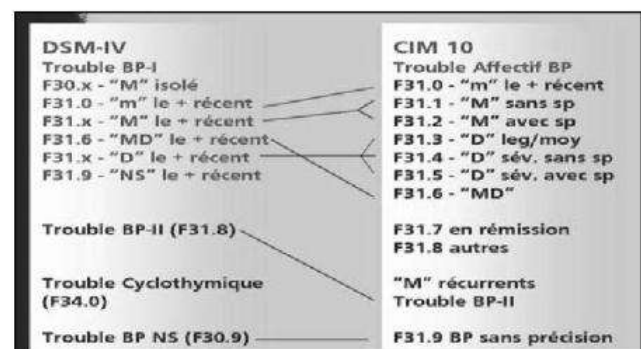 DSM-IV
Trouble BP-I
F30.x - "M" isolé
F31.0 - "m" le + récent
F31.x - "M" le + récent
F31.6 - "MD" le + récent
F31.x - "D" le + récent
F31.9 - "NS" le + récent
Trouble BP-II (F31.8)
Trouble Cyclothymique
(F34.0)
Trouble BP NS (F30.9)
CIM 10
Trouble Affectif BP
F31.0 - "m" le + récent
F31.1 - "M" sans sp
F31.2 - "M" avec sp
F31.3 - "D" leg/moy
F31.4 - "D" sév. sans sp
F31.5 - "D" sév. avec sp
F31.6 - "MD"
F31.7 en rémission
F31.8 autres
"M" récurrents
Trouble BP-II
F31.9 BP sans précision